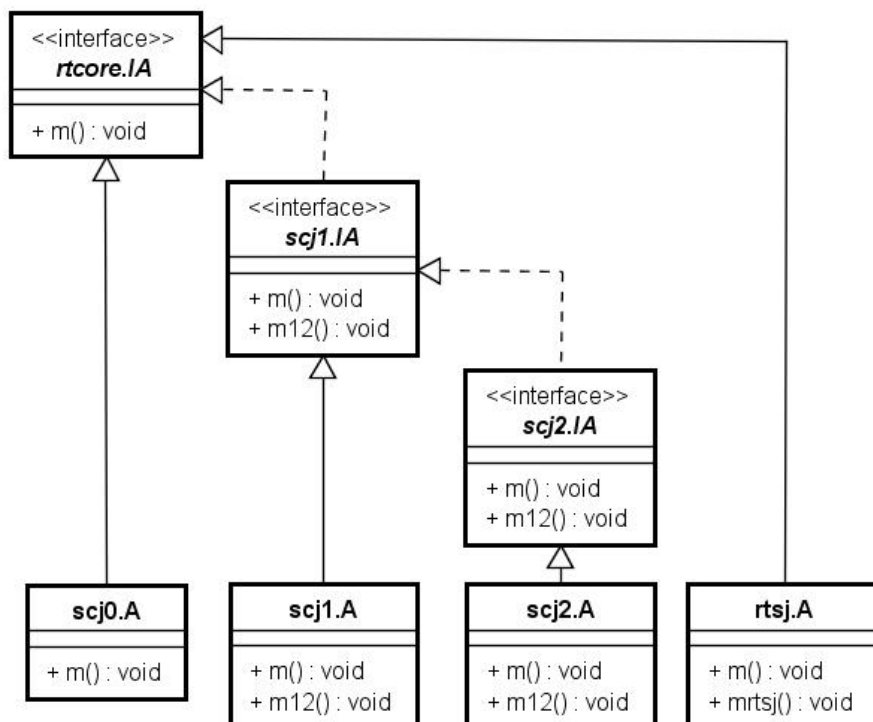 <<interface>>
rtcore.IA
+ m() : void
<<interface>>
scj1.IA
+ m() : void
+ m12() : void
<<interface>>
scj2.IA
+ m() : void
+ m12() : void
scj0.A
+ m() : void
scj1.A
+ m() : void
+ m12() : void
scj2.A
+ m() : void
+ m12() : void
rtsj.A
+ m() : void
+ mrtsj() : void